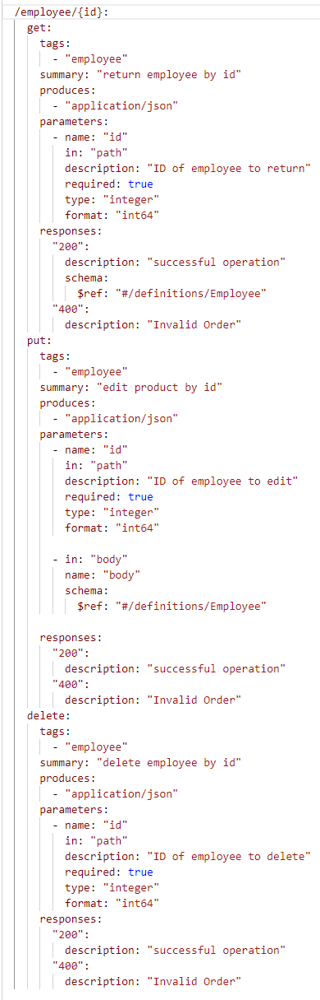 /employee/{id}:
  get:
    tags:
      - "employee"
    summary: "return employee by id"
    produces:
      - "application/json"
    parameters:
      - name: "id"
        in: "path"
        description: "ID of employee to return"
        required: true
        type: "integer"
        format: "int64"
    responses:
      "200":
        description: "successful operation"
        schema:
          $ref: "#/definitions/Employee"
      "400":
        description: "Invalid Order"
  put:
    tags:
      - "employee"
    summary: "edit product by id"
    produces:
      - "application/json"
    parameters:
      - name: "id"
        in: "path"
        description: "ID of employee to edit"
        required: true
        type: "integer"
        format: "int64"

      - in: "body"
        name: "body"
        schema:
          $ref: "#/definitions/Employee"

    responses:
      "200":
        description: "successful operation"
      "400":
        description: "Invalid Order"
  delete:
    tags:
      - "employee"
    summary: "delete employee by id"
    produces:
      - "application/json"
    parameters:
      - name: "id"
        in: "path"
        description: "ID of employee to delete"
        required: true
        type: "integer"
        format: "int64"
    responses:
      "200":
        description: "successful operation"
      "400":
        description: "Invalid Order"